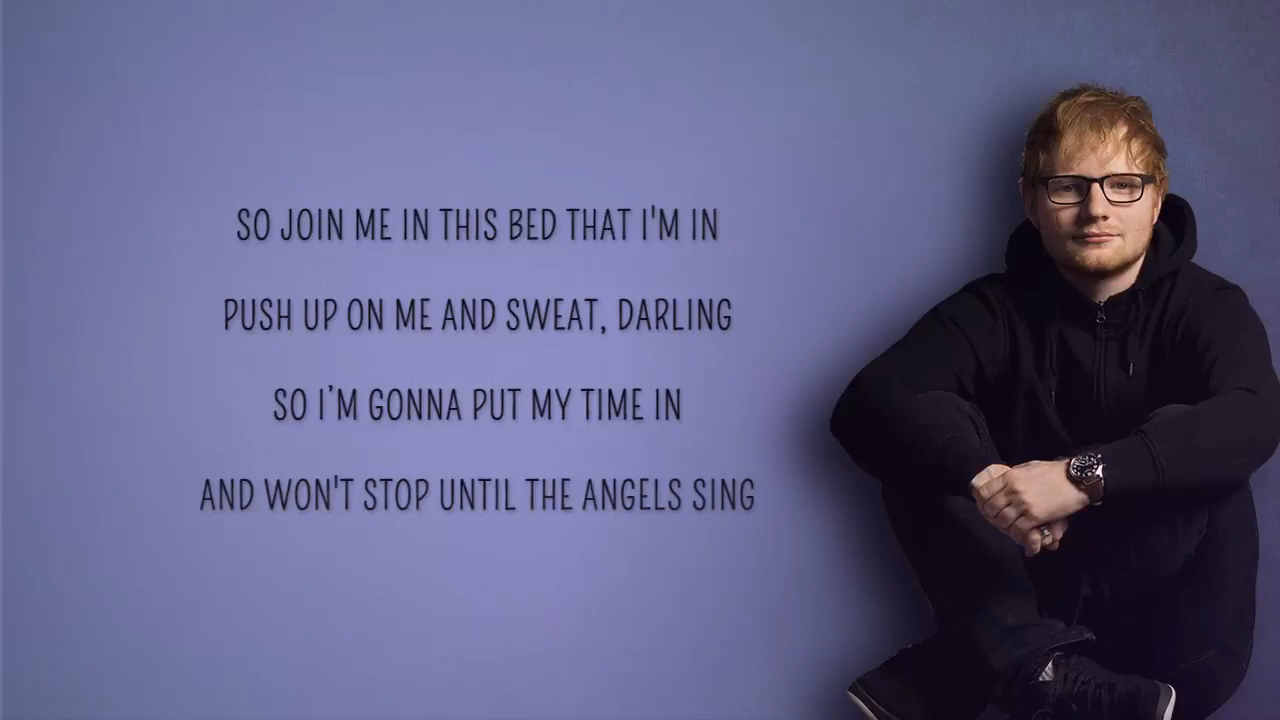 SO JOIN ME IN THIS BED THAT I'M IN
PUSH UP ON ME AND SWEAT, DARLING
SO I’M GONNA PUT MY TIME IN
AND WON'T STOP UNTIL THE ANGELS SING